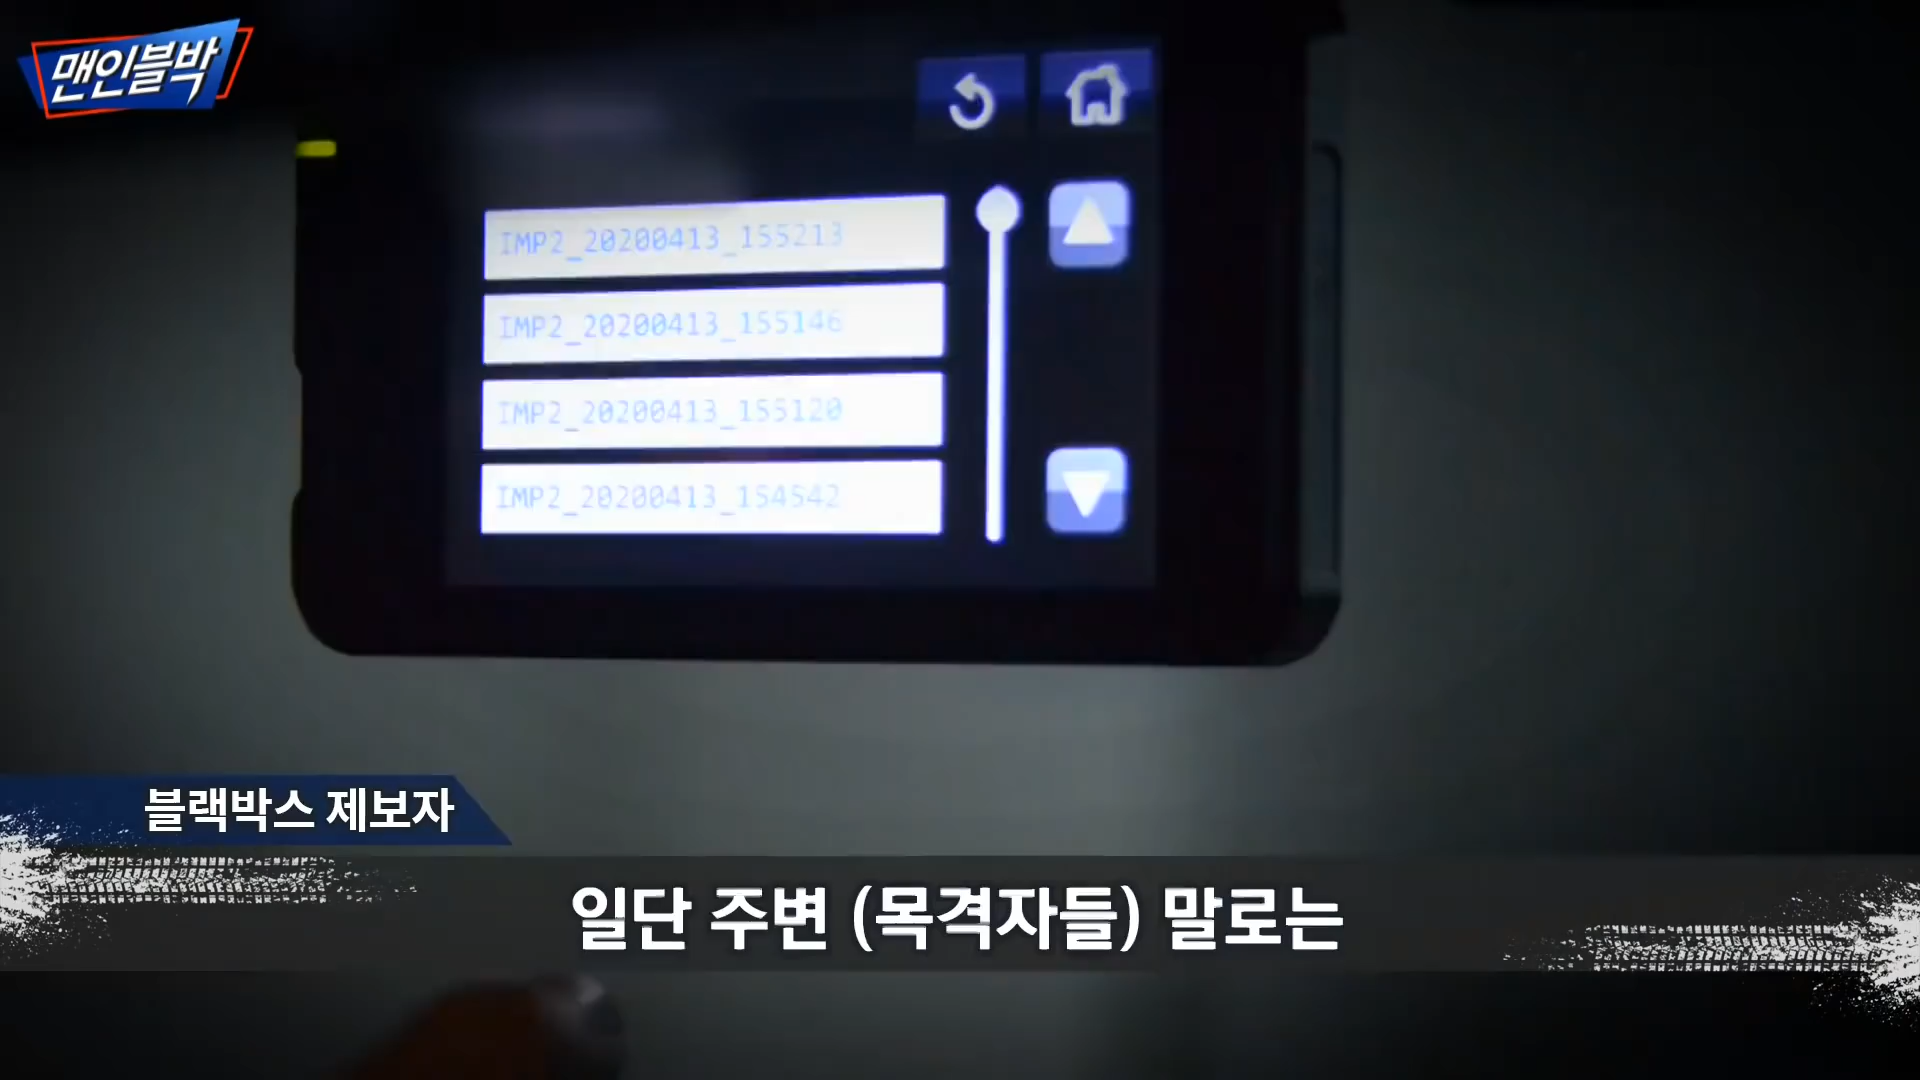 맨인블박
IMP2_20200413_155213
IMP2_20200413_155146
IMP2_20200413_155120
IMP2_20200413_154542
블랙박스 제보자
일단 주변 (목격자들) 말로는